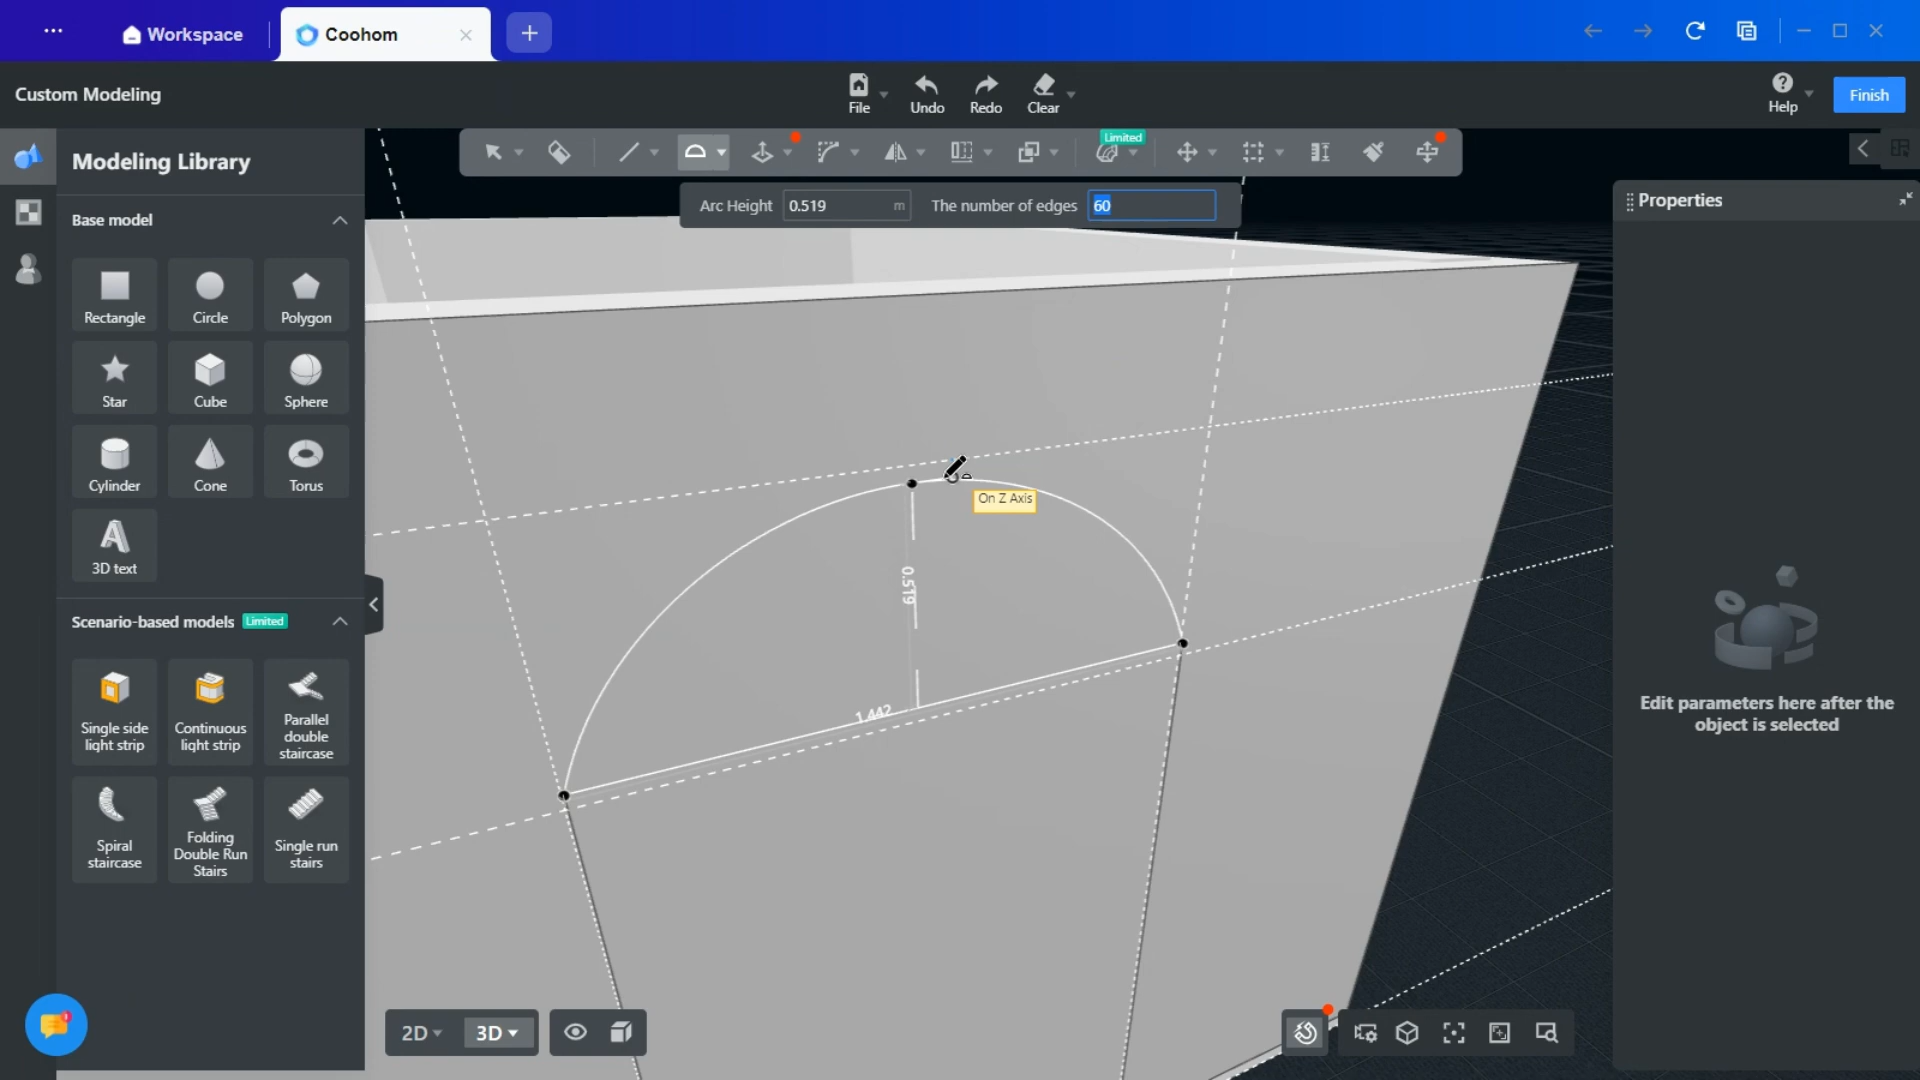 Workspace
Coohom
Custom Modeling
File
Undo
Redo
Clear
Help
Finish
Modeling Library
Limited
Arc Height 0.519 m The number of edges 60
Properties
Base model
Rectangle
Circle
Polygon
Star
Cube
Sphere
Cylinder
Cone
Torus
3D text
Scenario-based models Limited
Single side
light strip
Continuous
light strip
Parallel
double
staircase
Spiral
staircase
Folding
Double Run
Stairs
Single run
stairs
On Z Axis
0.519
1.442
Edit parameters here after the
object is selected
2D
3D